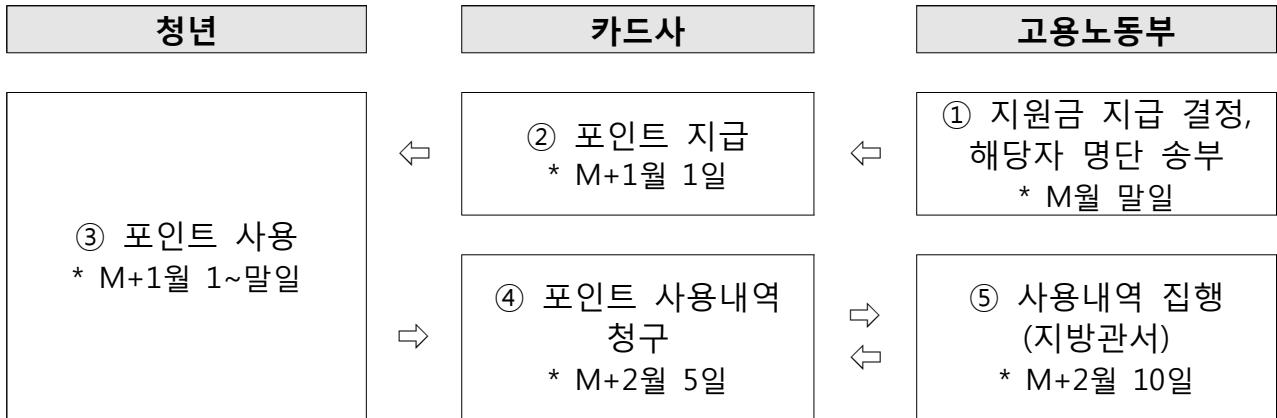 청년
카드사
고용노동부
① 지원금 지급 결정,
해당자 명단 송부
* M월 말일
⇦
② 포인트 지급
* M+1월 1일
⇦
③ 포인트 사용
* M+1월 1~말일
⇨
④ 포인트 사용내역
청구
* M+2월 5일
⇨
⇦
⑤ 사용내역 집행
(지방관서)
* M+2월 10일